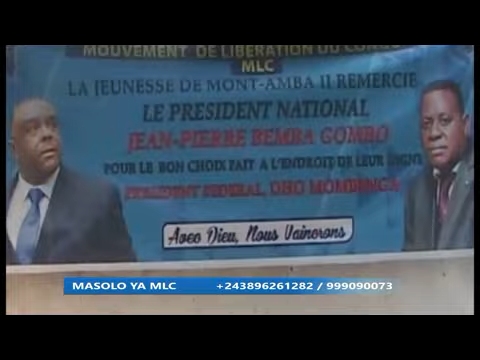 MOUVEMENT DE LIBERATION DU CONGO
MLC
LA JEUNESSE DE MONT-AMBA II REMERCIE
LE PRESIDENT NATIONAL
JEAN-PIERRE BEMBA GOMBO
POUR LE BON CHOIX FAIT A L'ENDROIT DE LEUR DIGNE
PRESIDENT FEDERAL, DHO MOMBENGA
Avec Dieu, Nous Vaincrons
MASOLO YA MLC +243896261282 / 999090073